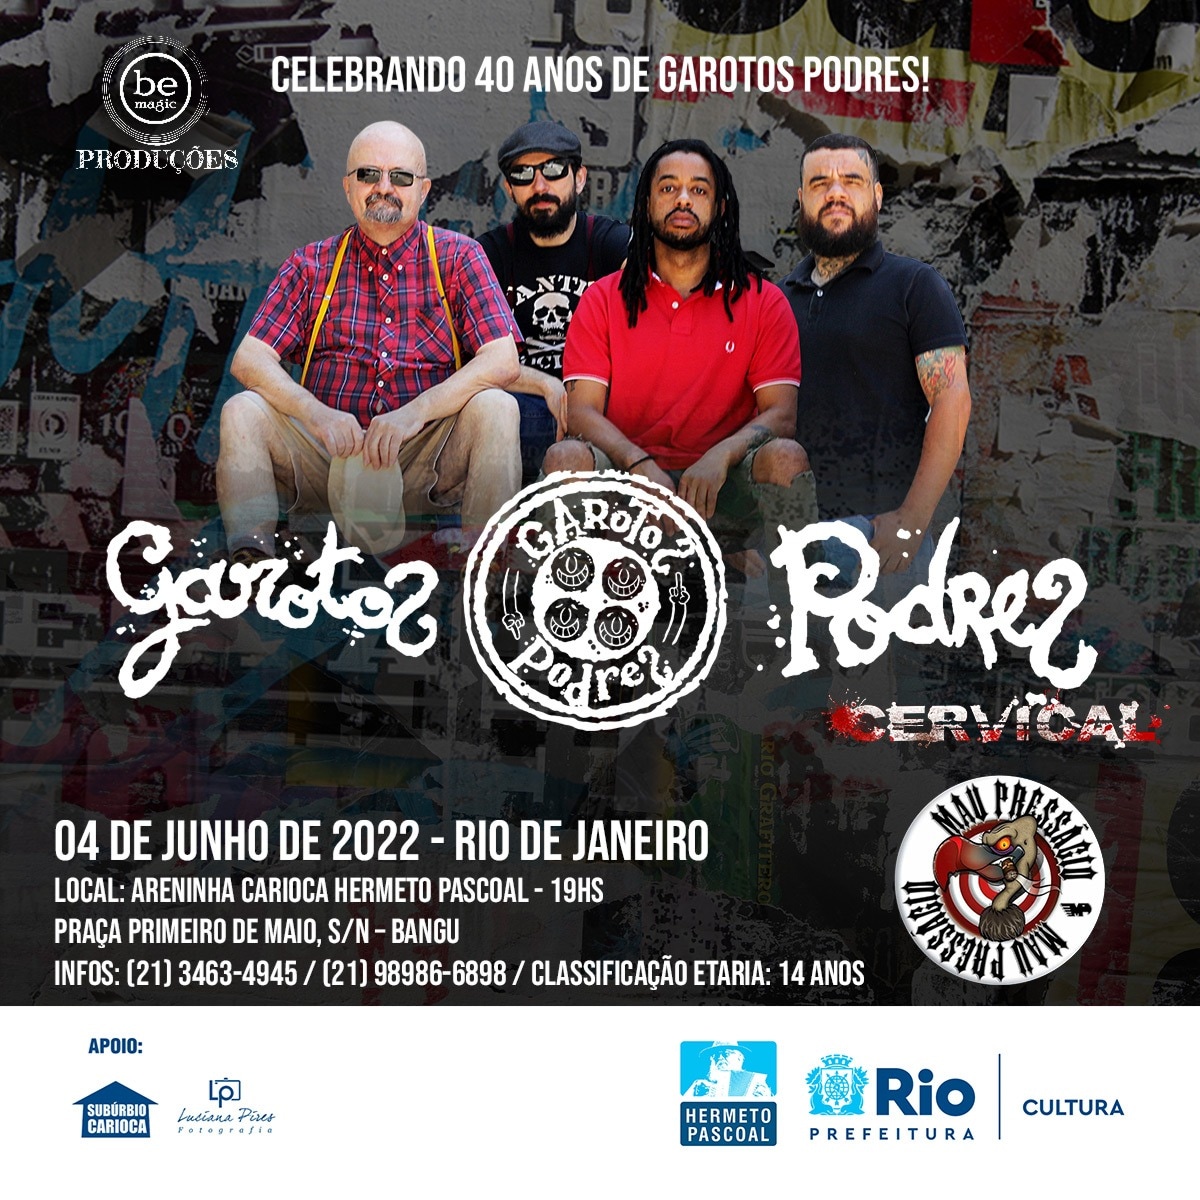 be
magic
PRODUÇÕES
CELEBRANDO 40 ANOS DE GAROTOS PODRES!
ANTI
GAROTOS
PODRES
Garotos
Podres
CERVICAL
04 DE JUNHO DE 2022 - RIO DE JANEIRO
LOCAL: ARENINHA CARIOCA HERMETO PASCOAL - 19HS
PRAÇA PRIMEIRO DE MAIO, S/N – BANGU
INFOS: (21) 3463-4945 / (21) 98986-6898 / CLASSIFICAÇÃO ETARIA: 14 ANOS
MAU PRESSÁGIO
MP
MAU PRESSÁGIO
APOIO:
SUBÚRBIO
CARIOCA
LP
Luciana Pires
Fotografia
HERMETO
PASCOAL
Rio
PREFEITURA
CULTURA